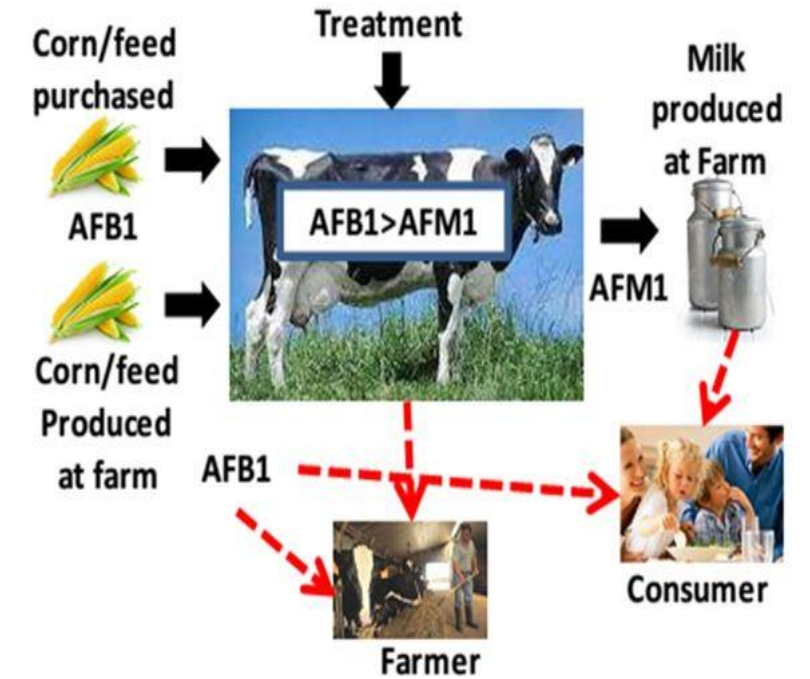 Corn/feed
purchased
AFB1
Corn/feed
Produced
at farm
Treatment
AFB1>AFM1
Milk
produced
at Farm
AFM1
AFB1
Farmer
Consumer